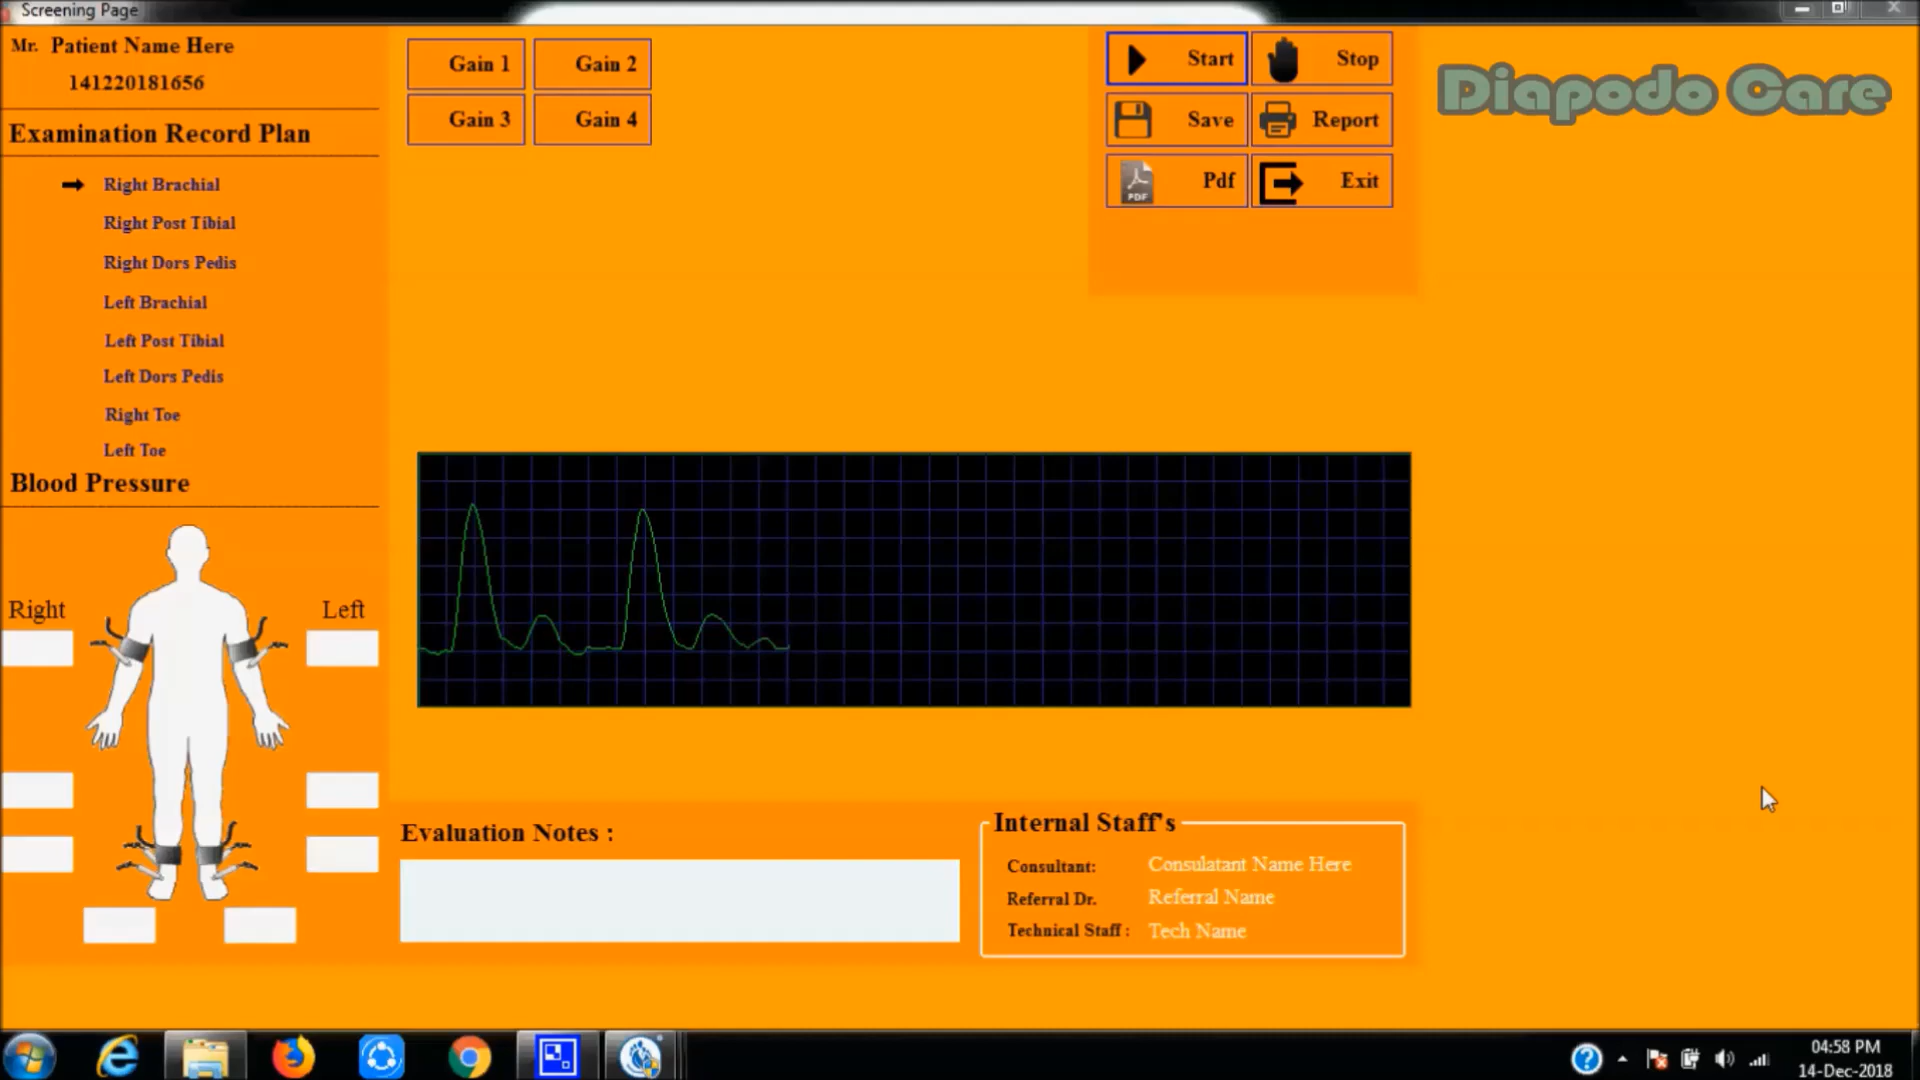 Screening Page
Mr. Patient Name Here
141220181656
Examination Record Plan
Right Brachial
Right Post Tibial
Right Dors Pedis
Left Brachial
Left Post Tibial
Left Dors Pedis
Right Toe
Left Toe
Blood Pressure
Right
Left
Gain 1
Gain 2
Gain 3
Gain 4
Start
Stop
Save
Report
PDF
Pdf
Exit
Diapodo Care
Evaluation Notes :
Internal Staff's
Consultant: Consulatant Name Here
Referral Dr. Referral Name
Technical Staff : Tech Name
04:58 PM
14-Dec-2018